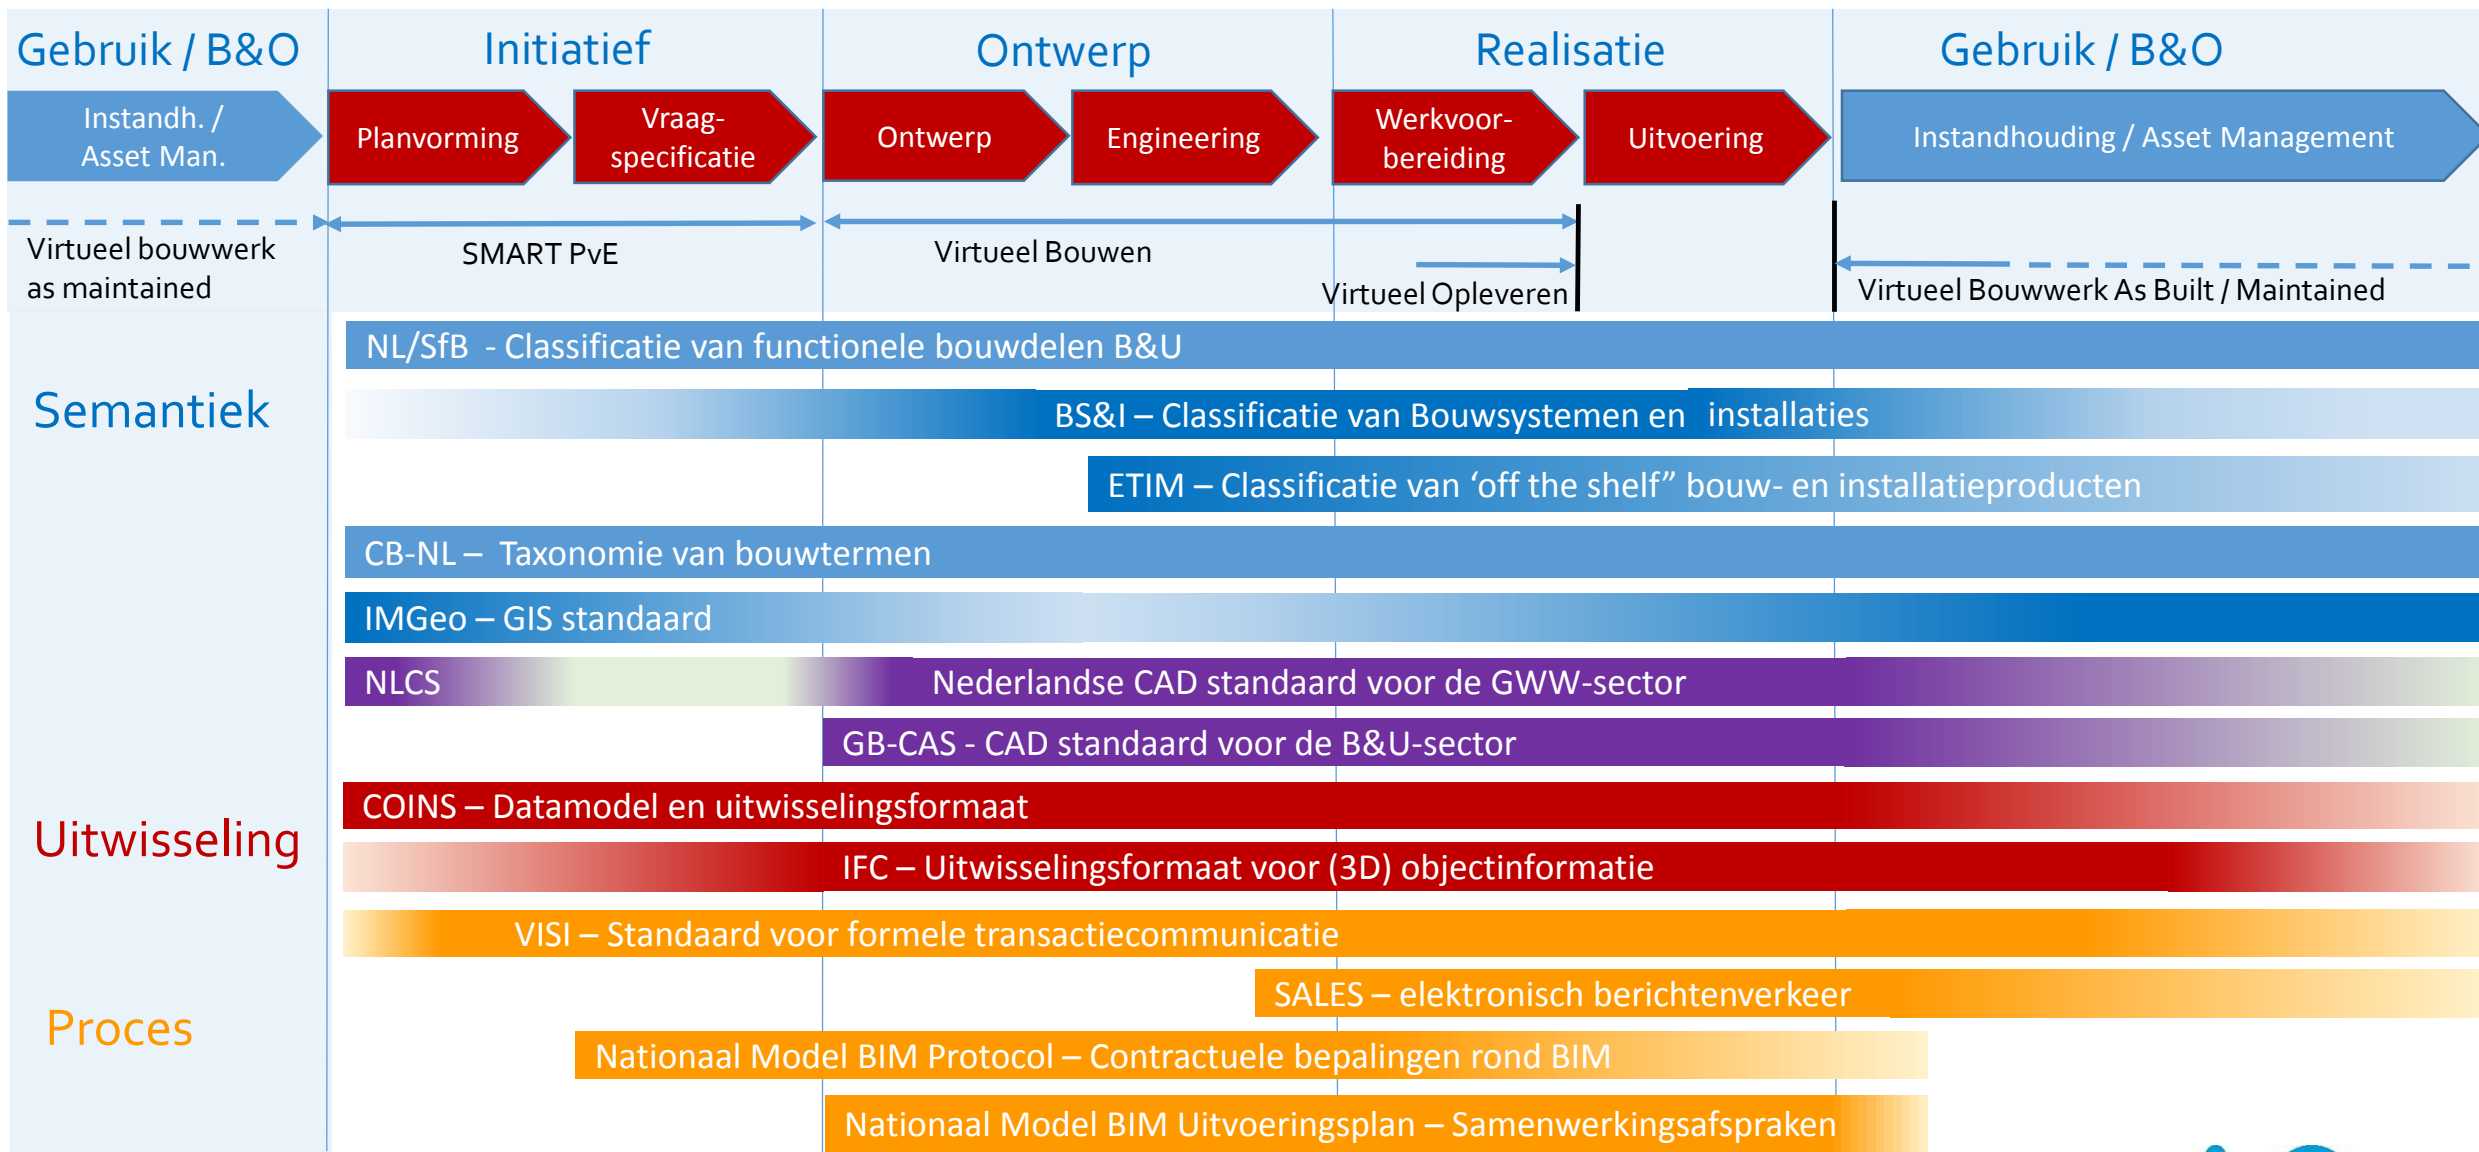 Gebruik / B&O
Initiatief
Ontwerp
Realisatie
Gebruik / B&O
Instandh. /
Asset Man.
Planvorming
Vraag-
specificatie
Ontwerp
Engineering
Werkvoor-
bereiding
Uitvoering
Instandhouding / Asset Management
Virtueel bouwwerk
as maintained
SMART PvE
Virtueel Bouwen
Virtueel Opleveren
Virtueel Bouwwerk As Built / Maintained
NL/SfB - Classificatie van functionele bouwdelen B&U
Semantiek
BS&I – Classificatie van Bouwsystemen en installaties
ETIM – Classificatie van ‘off the shelf” bouw- en installatieproducten
CB-NL – Taxonomie van bouwtermen
IMGeo – GIS standaard
NLCS Nederlandse CAD standaard voor de GWW-sector
GB-CAS - CAD standaard voor de B&U-sector
COINS – Datamodel en uitwisselingsformaat
Uitwisseling
IFC – Uitwisselingsformaat voor (3D) objectinformatie
VISI – Standaard voor formele transactiecommunicatie
SALES – elektronisch berichtenverkeer
Proces
Nationaal Model BIM Protocol – Contractuele bepalingen rond BIM
Nationaal Model BIM Uitvoeringsplan – Samenwerkingsafspraken